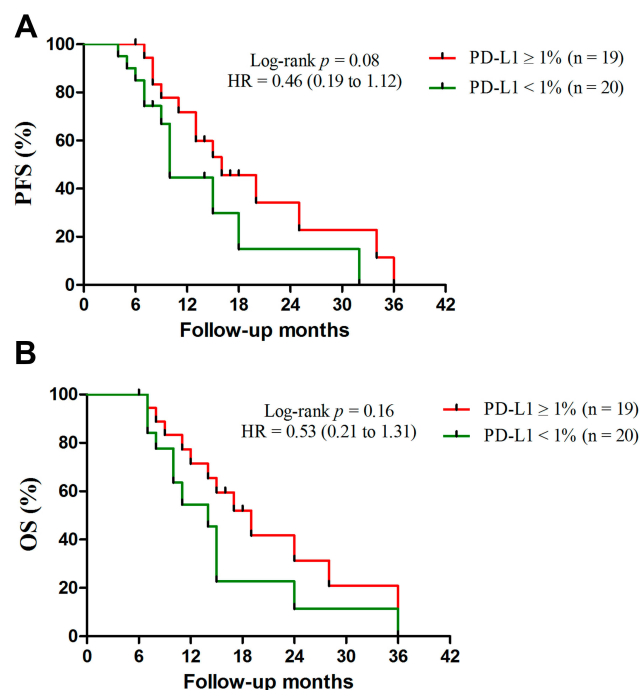 A
Log-rank p = 0.08
HR = 0.46 (0.19 to 1.12)
PD-L1 ≥ 1% (n = 19)
PD-L1 < 1% (n = 20)
PFS (%)
100
80
60
40
20
0
0 6 12 18 24 30 36 42
Follow-up months
B
Log-rank p = 0.16
HR = 0.53 (0.21 to 1.31)
PD-L1 ≥ 1% (n = 19)
PD-L1 < 1% (n = 20)
OS (%)
100
80
60
40
20
0
0 6 12 18 24 30 36 42
Follow-up months